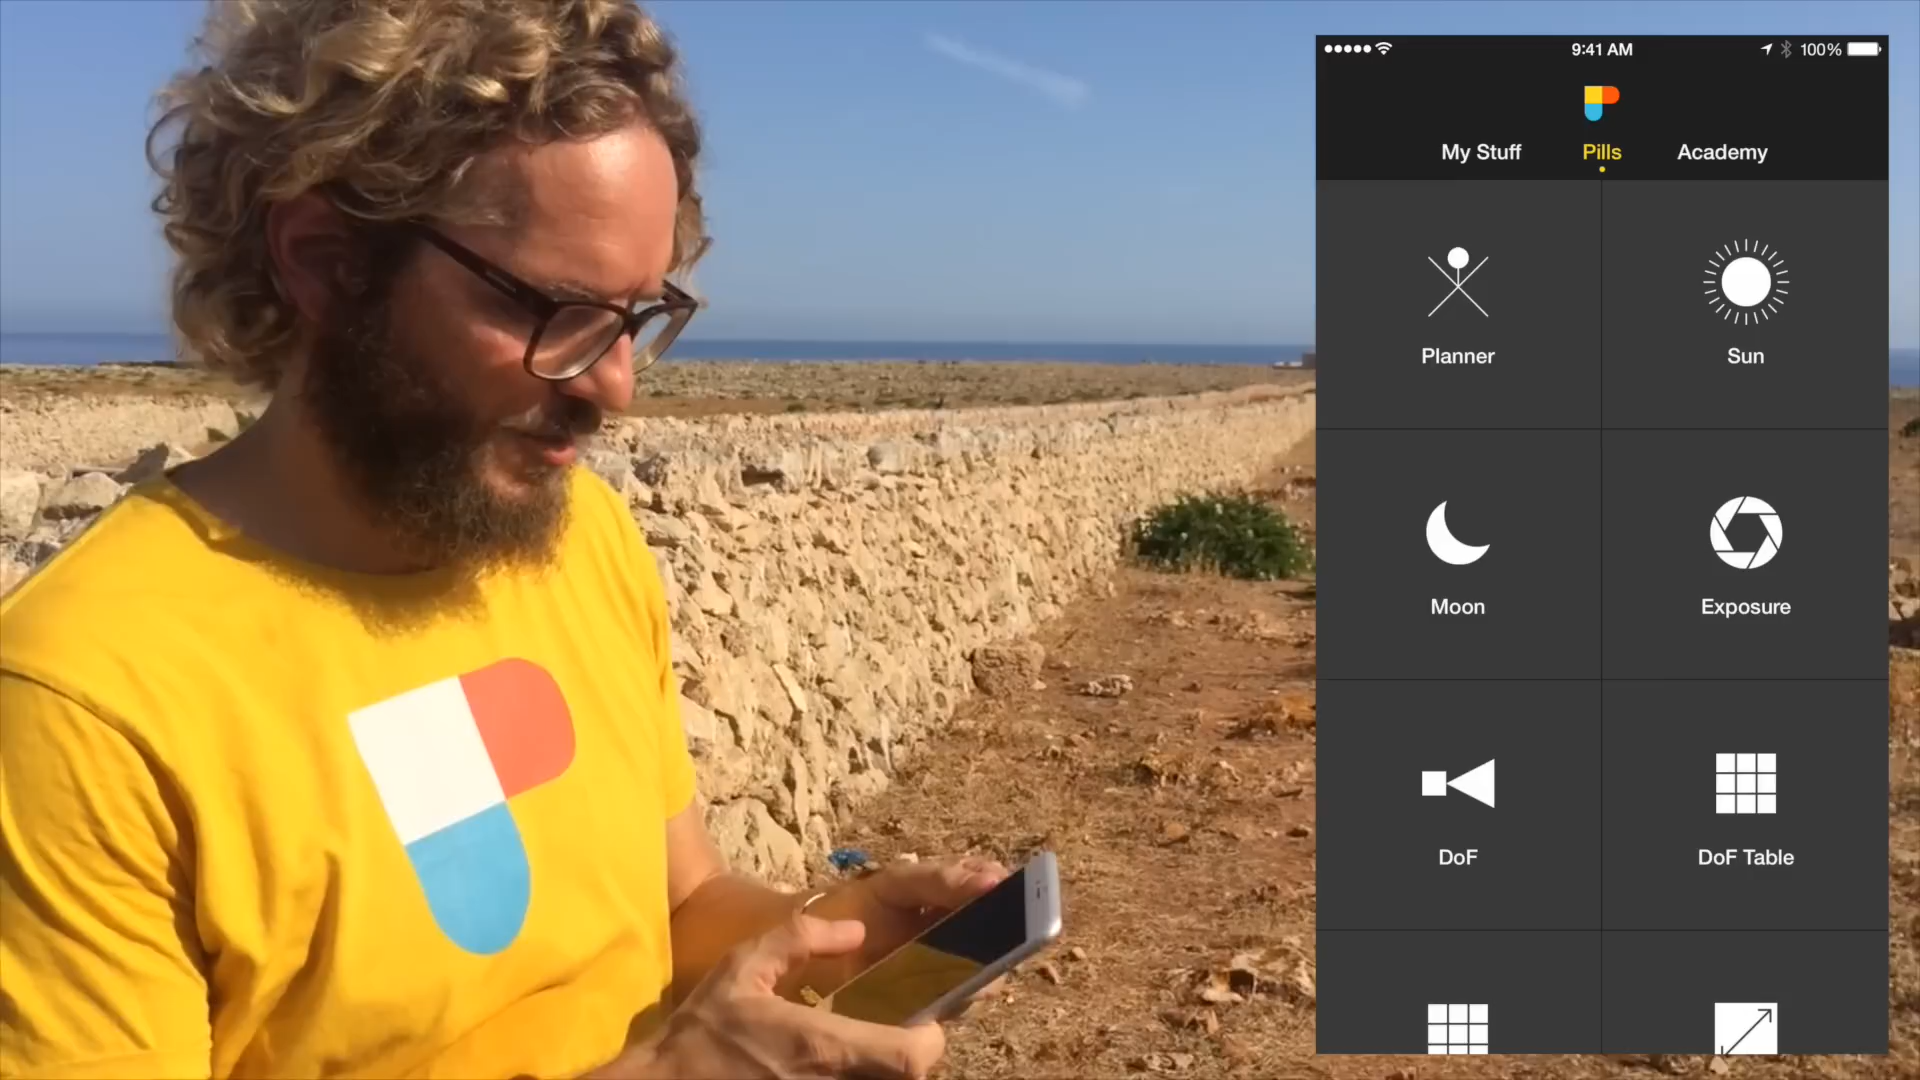 9:41 AM 100%
My Stuff Pills Academy
Planner Sun
Moon Exposure
DoF DoF Table